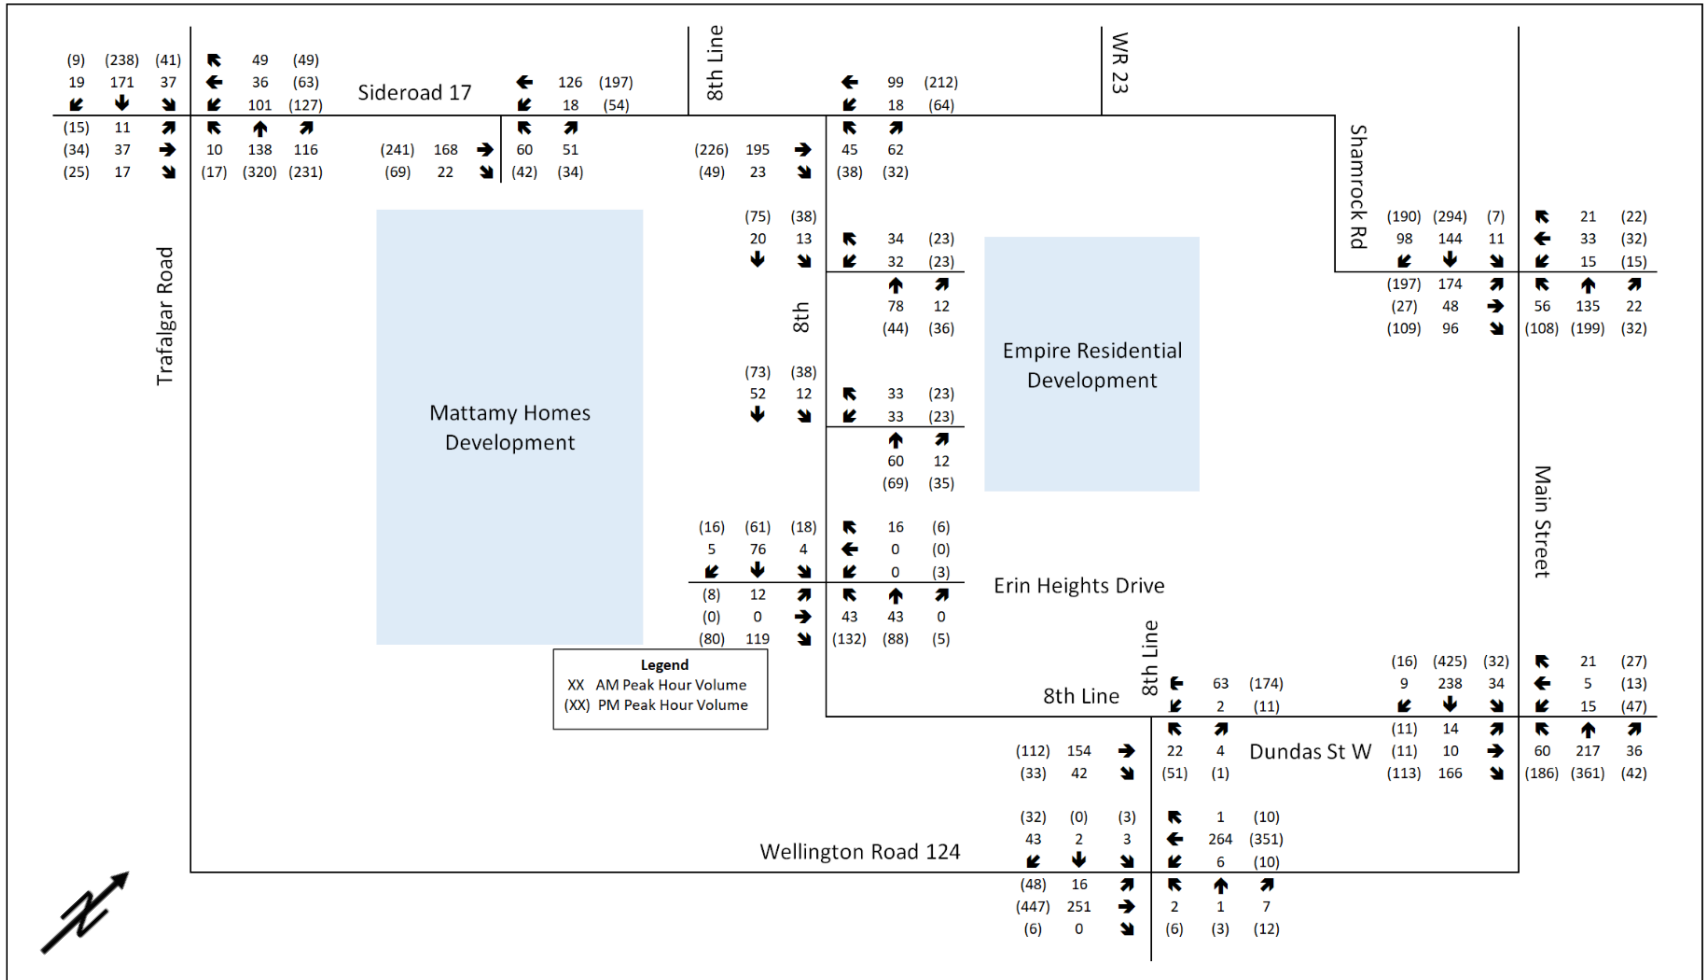 8th Line
WR 23
(9) (238) (41) 49 (49)
19 171 37 36 (63)
101 (127)
Sideroad 17
126 (197)
18 (54)
99 (212)
18 (64)
(15) 11
(34) 37 10 138 116
(25) 17 (17) (320) (231)
(241) 168 60 51
(69) 22 (42) (34)
(226) 195 45 62
(49) 23 (38) (32)
Shamrock Rd
(75) (38)
20 13 34 (23)
32 (23)
78 12
(44) (36)
(190) (294) (7) 21 (22)
98 144 11 33 (32)
15 (15)
(197) 174
(27) 48 56 135 22
(109) 96 (108) (199) (32)
Trafalgar Road
8th
Empire Residential
Development
(73) (38)
52 12 33 (23)
33 (23)
60 12
(69) (35)
Mattamy Homes
Development
Main Street
(16) (61) (18) 16 (6)
5 76 4 0 (0)
0 (3)
Erin Heights Drive
(8) 12
(0) 0 43 43 0
(80) 119 (132) (88) (5)
Legend
XX AM Peak Hour Volume
(XX) PM Peak Hour Volume
8th Line
8th Line
63 (174)
2 (11)
(16) (425) (32) 21 (27)
9 238 34 5 (13)
15 (47)
(112) 154 22 4
(33) 42 (51) (1)
Dundas St W
(11) 14
(11) 10 60 217 36
(113) 166 (186) (361) (42)
Wellington Road 124
(32) (0) (3) 1 (10)
43 2 3 264 (351)
6 (10)
(48) 16
(447) 251 2 1 7
(6) 0 (6) (3) (12)
N